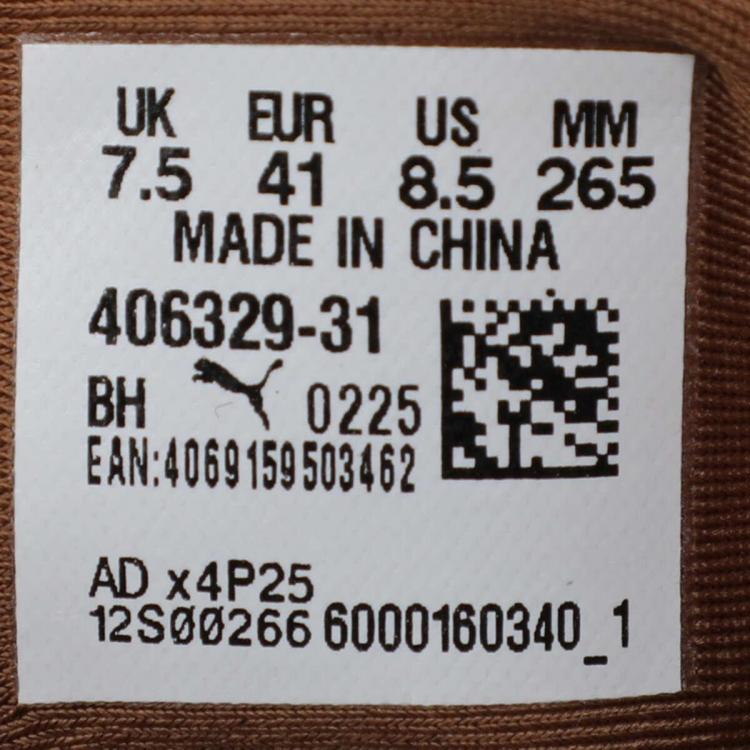 UK EUR US MM
7.5 41 8.5 265
MADE IN CHINA
406329-31
BH 0225
EAN:4069159503462
AD x4P25
12S00266 6000160340_1